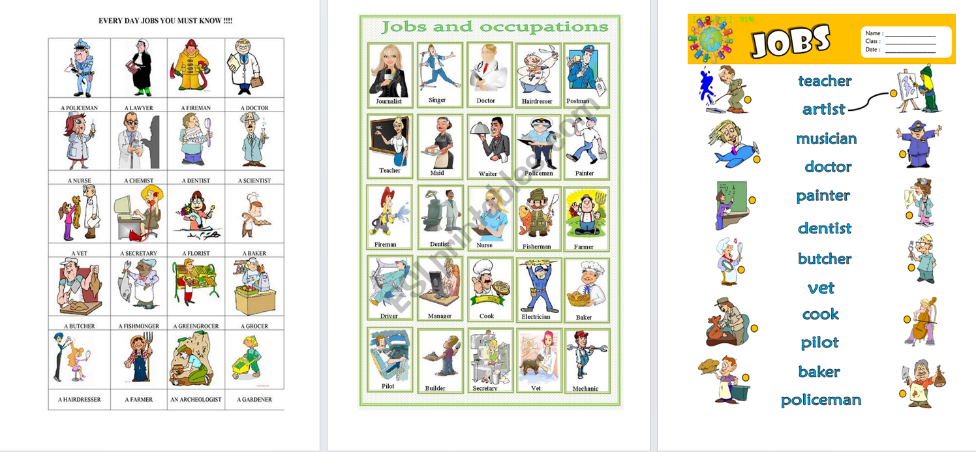 EVERY DAY JOBS YOU MUST KNOW !!!!
A POLICEMAN A LAWYER A FIREMAN A DOCTOR
A NURSE A CHEMIST A DENTIST A SCIENTIST
A VET A SECRETARY A FLORIST A BAKER
A BUTCHER A FISHMONGER A GREENGROCER A GROCER
A HAIRDRESSER A FARMER AN ARCHEOLOGIST A GARDENER
Jobs and occupations
Journalist Singer Doctor Hairdresser Postman
Teacher Maid Waiter Policeman Painter
Fireman Dentist Nurse Fisherman Farmer
Driver Manager Cook Electrician Baker
Pilot Builder Secretary Vet Mechanic
ESLprintables.com
JOBS
Name :
Class :
Date :
teacher
artist
musician
doctor
painter
dentist
butcher
vet
cook
pilot
baker
policeman